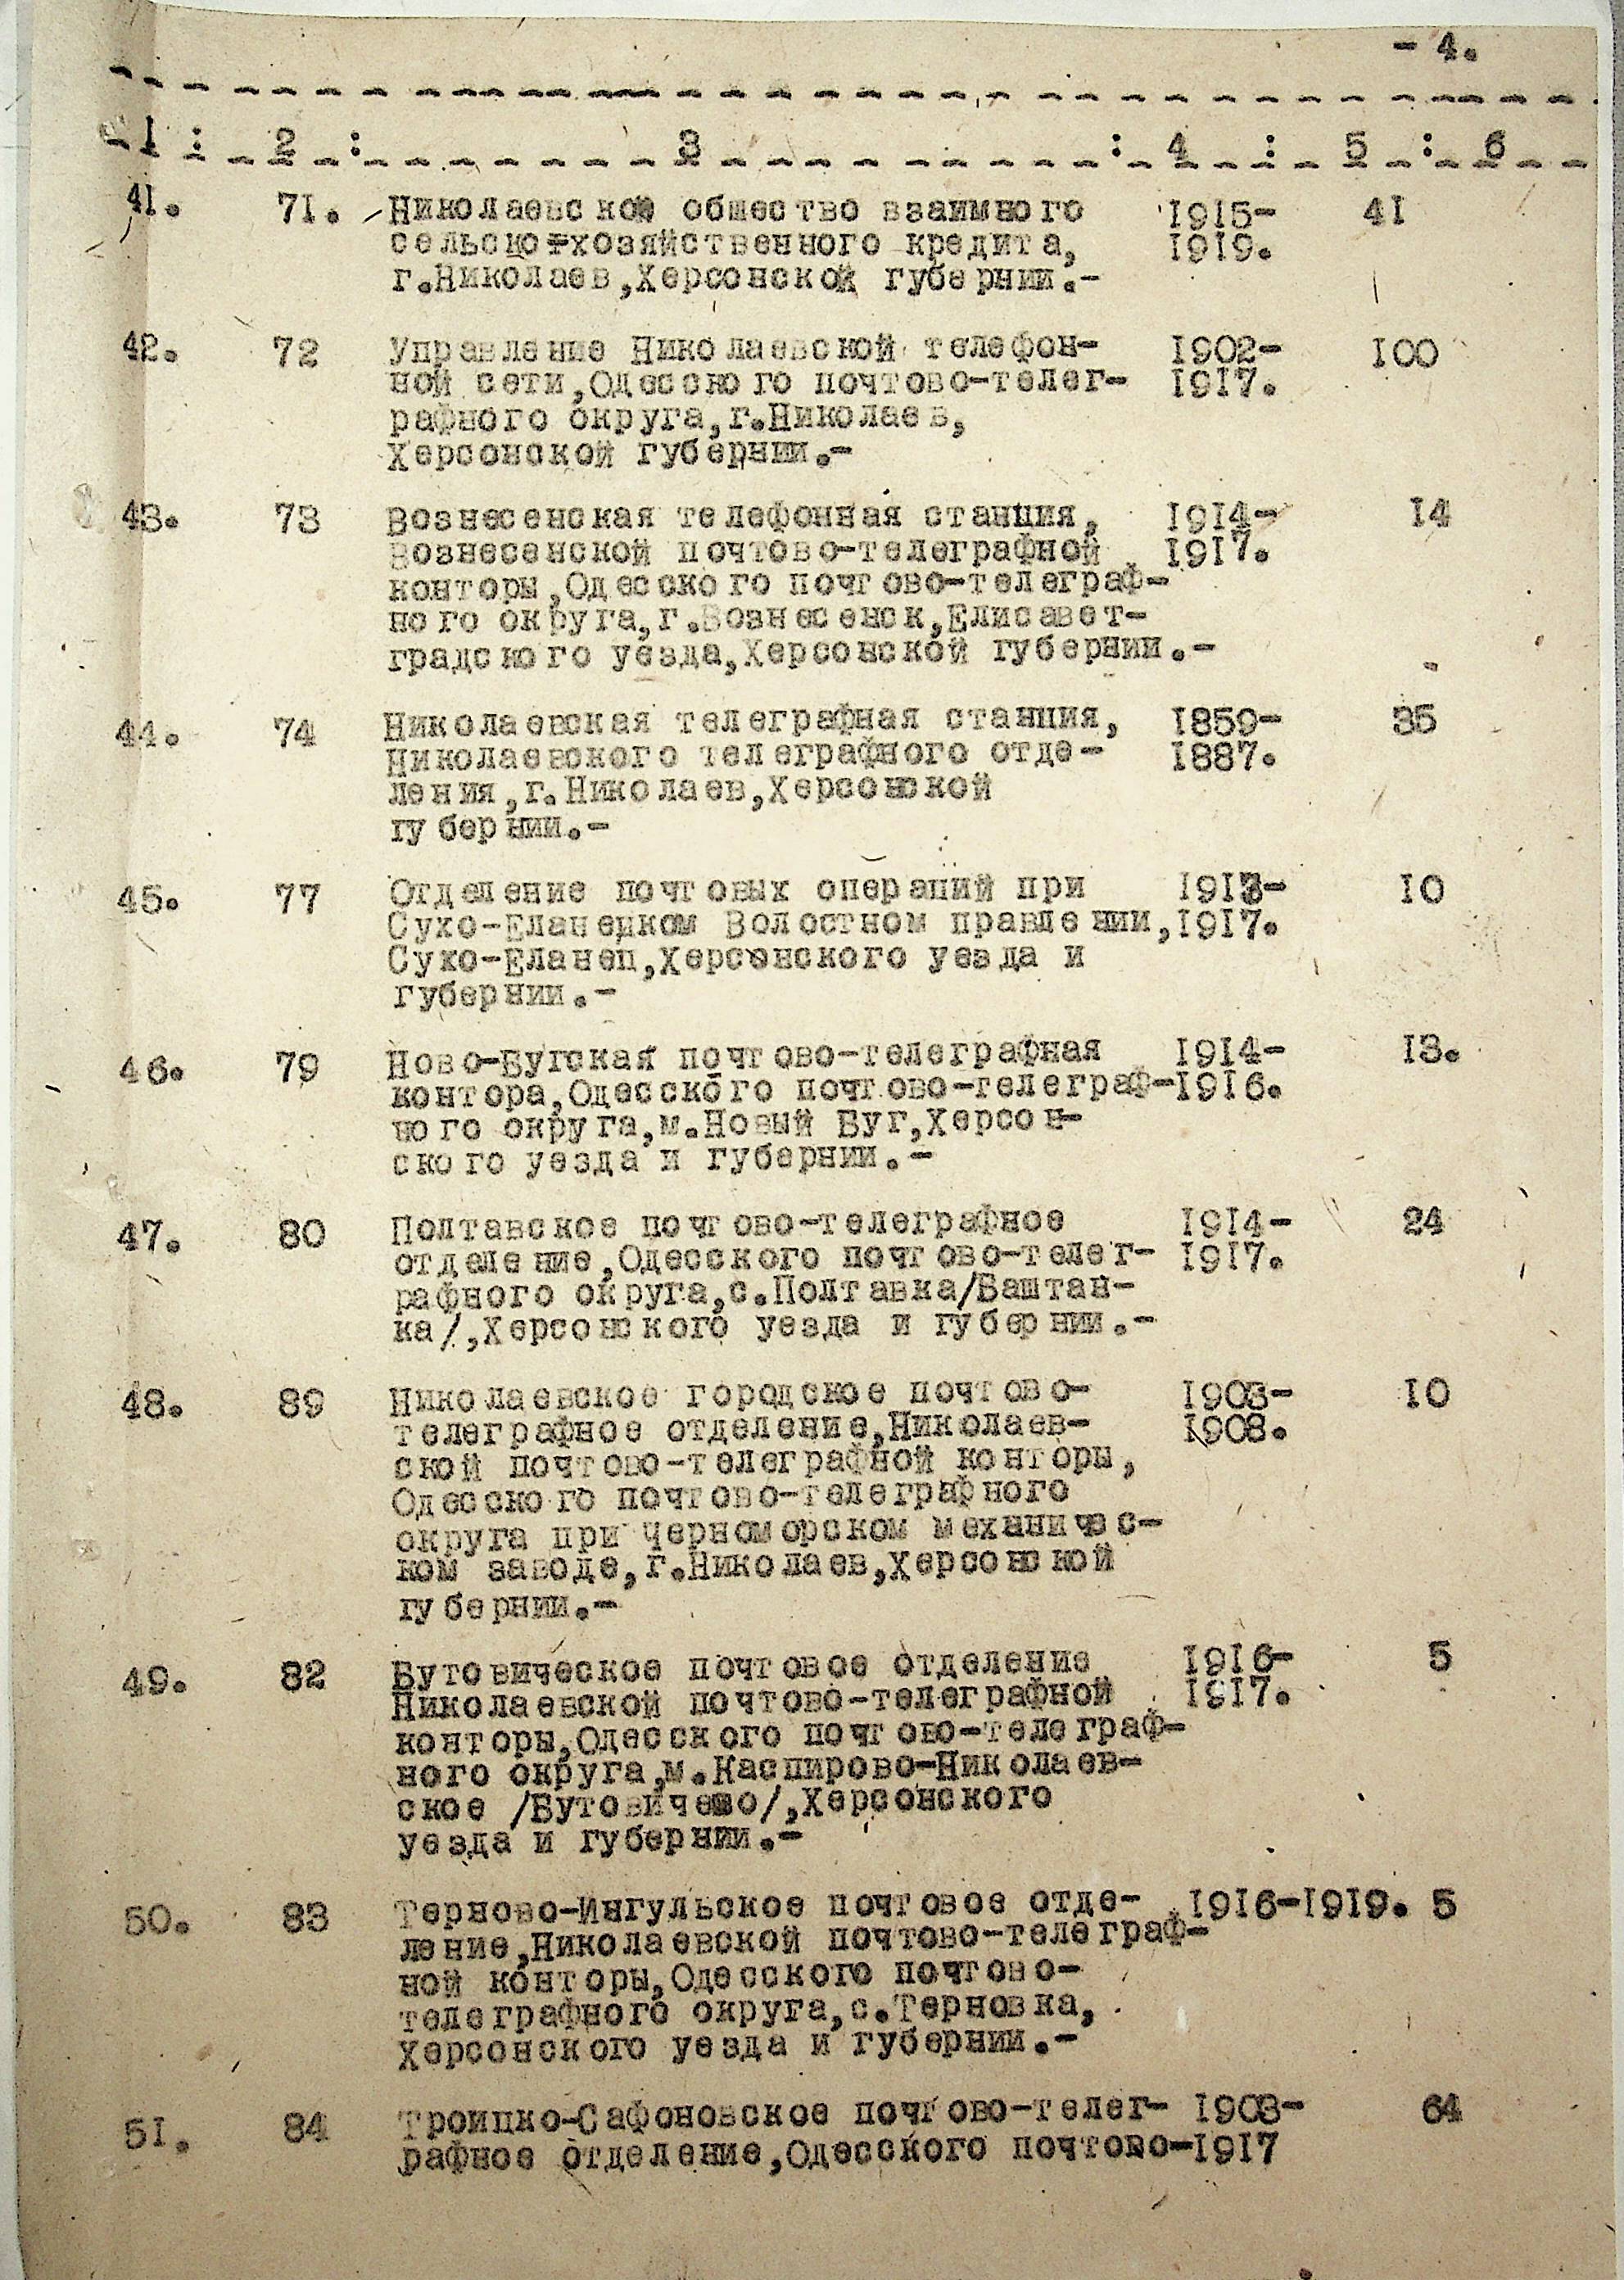 - 4.
1 : 2 : 3 : 4 : 5 : 6
41. 71. Николаевское общество взаимного 1915- 41
сельско-хозяйственного кредита, 1919.
г.Николаев,Херсонской губернии.-
42. 72 Управление Николаевской телефон- 1902- 100
ной сети,Одесского почтово-телег- 1917.
рафного округа,г.Николаев,
Херсонской губернии.-
43. 73 Вознесенская телефонная станция, 1914- 14
Вознесенской почтово-телеграфной 1917.
конторы,Одесского почтово-телеграф-
ного округа,г.Вознесенск,Елисавет-
градского уезда,Херсонской губернии.-
44. 74 Николаевская телеграфная станция, 1859- 35
Николаевского телеграфного отде- 1887.
ления,г.Николаев,Херсонской
губернии.-
45. 77 Отделение почтовых операций при 1913- 10
Сухо-Еланецком Волостном правлении,1917.
Сухо-Еланец,Херсонского уезда и
губернии.-
46. 79 Ново-Бугская почтово-телеграфная 1914- 13.
контора,Одесского почтово-телеграф-1916.
ного округа,м.Новый Буг,Херсон-
ского уезда и губернии.-
47. 80 Полтавское почтово-телеграфное 1914- 24
отделение,Одесского почтово-телег- 1917.
рафного округа,с.Полтавка/Баштан-
ка/,Херсонского уезда и губернии.-
48. 89 Николаевское городское почтово- 1903- 10
телеграфное отделение,Николаев- 1908.
ской почтово-телеграфной конторы,
Одесского почтово-телеграфного
округа при черноморском механичес-
ком заводе,г.Николаев,Херсонской
губернии.-
49. 82 Бутовическое почтовое отделение 1916- 5
Николаевской почтово-телеграфной 1917.
конторы,Одесского почтово-телеграф-
ного округа,м.Каспирово-Николаев-
ское /Бутовичево/,Херсонского
уезда и губернии.-
50. 83 Терново-Ингульское почтовое отде- 1916-1919. 5
ление,Николаевской почтово-телеграф-
ной конторы,Одесского почтово-
телеграфного округа,с.Терновка,
Херсонского уезда и губернии.-
51. 84 Троицко-Сафоновское почтово-телег- 1903- 64
рафное отделение,Одесского почтово-1917